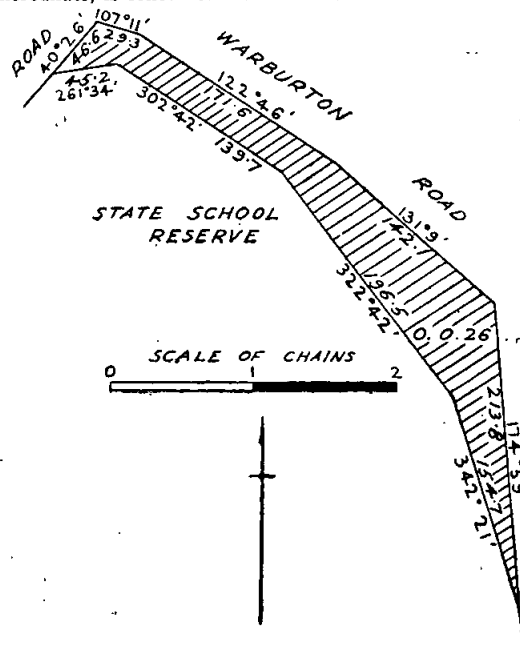 107°11'
ROAD
40°26'
46.6
29.3
45.2
261°34'
WARBURTON
122°46'
171.6
302°42'
139.7
ROAD
131°9'
142.1
STATE SCHOOL
RESERVE
196.5
322°42'
0. 0. 26
SCALE OF CHAINS
0 1 2
213.8
154.7
342° 21'